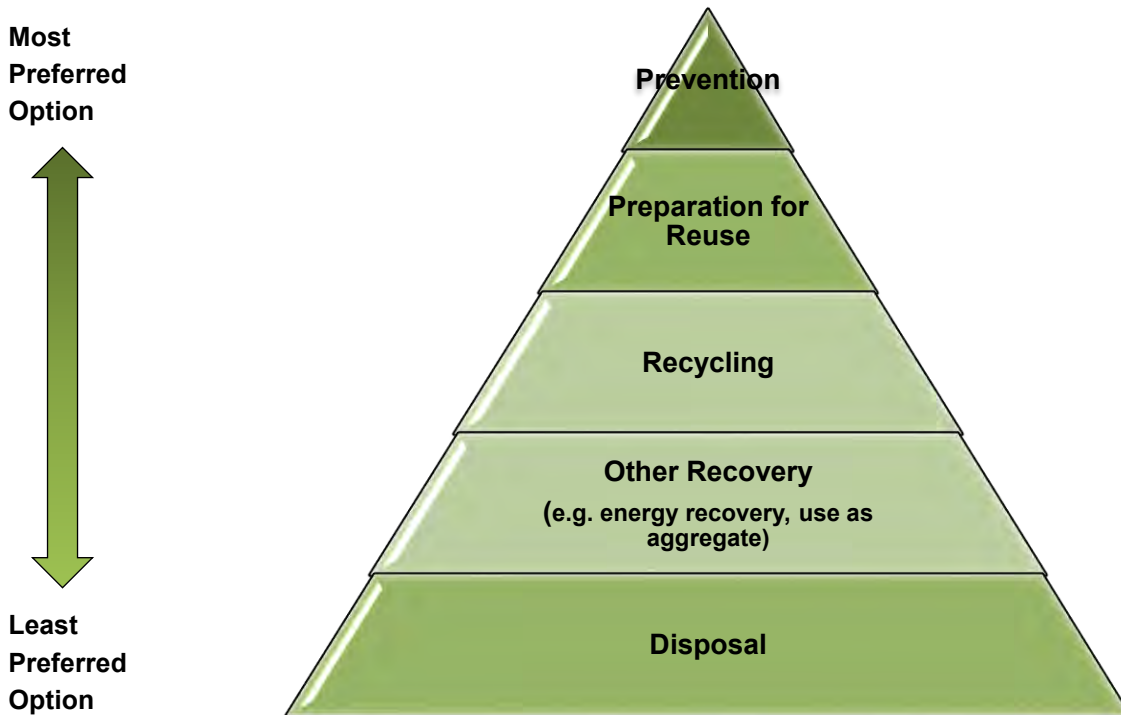 Most
Preferred
Option
Prevention
Preparation for
Reuse
Recycling
Other Recovery
(e.g. energy recovery, use as
aggregate)
Disposal
Least
Preferred
Option